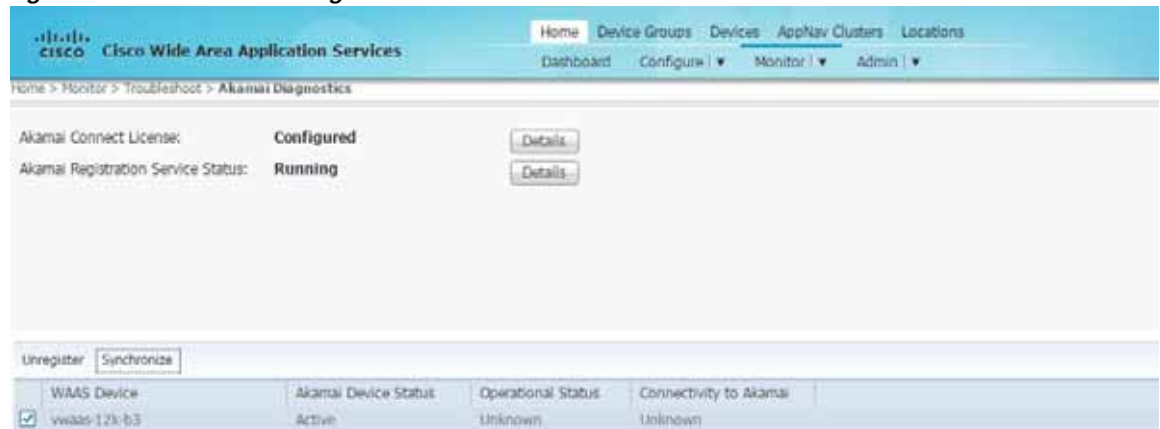 cisco Cisco Wide Area Application Services
Home Device Groups Devices AppNav Clusters Locations
Dashboard Configure | ▼ Monitor | ▼ Admin | ▼
Home > Monitor > Troubleshoot > Akamai Diagnostics
Akamai Connect License: Configured Details
Akamai Registration Service Status: Running Details
Unregister Synchronize
WAAS Device Akamai Device Status Operational Status Connectivity to Akamai
vwaas-12k-b3 Active Unknown Unknown